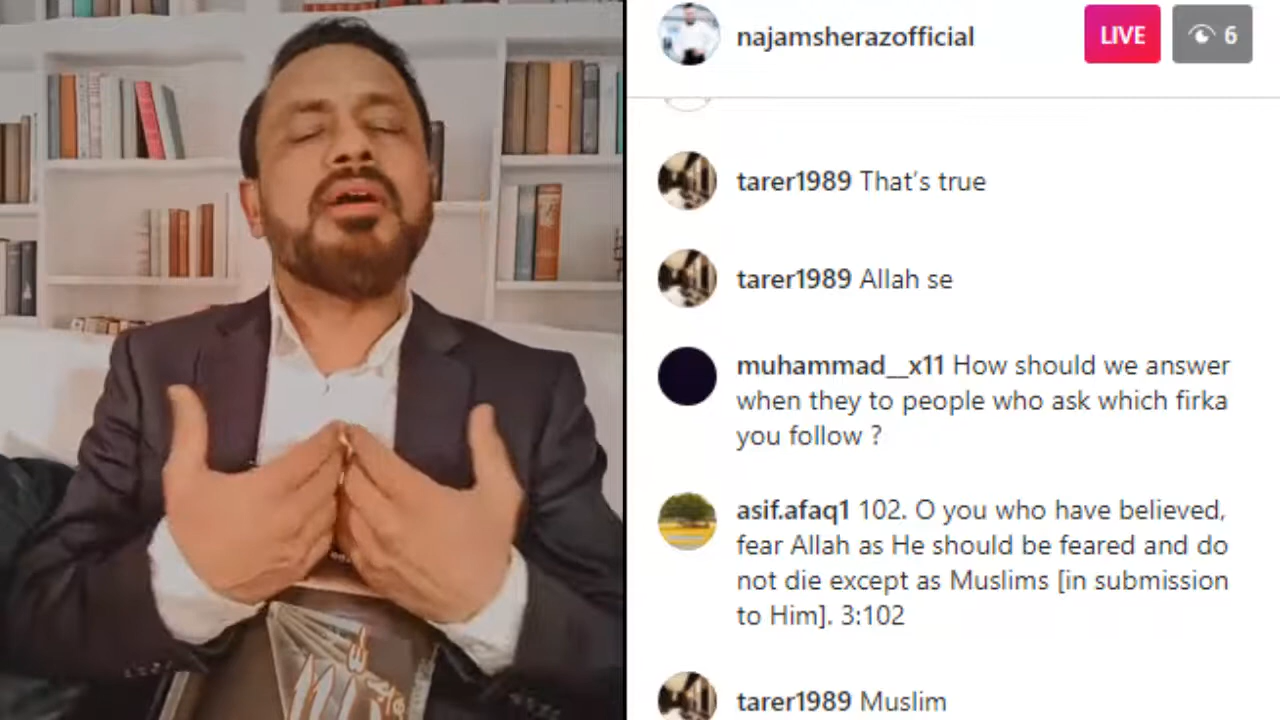 najamsherazofficial
LIVE
6
tarer1989 That's true
tarer1989 Allah se
muhammad__x11 How should we answer
when they to people who ask which firka
you follow ?
asif.afaq1 102. O you who have believed,
fear Allah as He should be feared and do
not die except as Muslims [in submission
to Him]. 3:102
tarer1989 Muslim